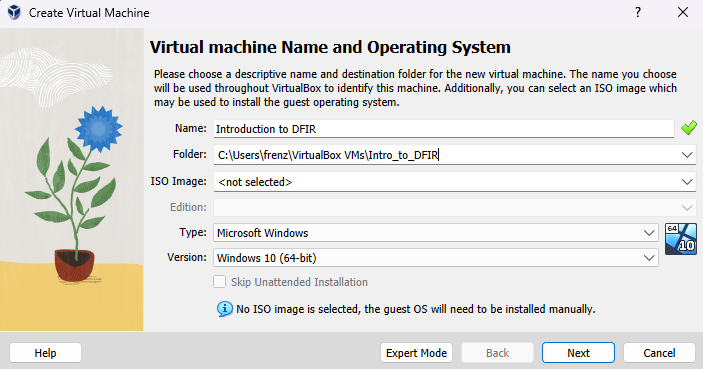 Create Virtual Machine
? ×
Virtual machine Name and Operating System
Please choose a descriptive name and destination folder for the new virtual machine. The name you choose
will be used throughout VirtualBox to identify this machine. Additionally, you can select an ISO image which
may be used to install the guest operating system.
Name: Introduction to DFIR
Folder: C:\Users\frenz\VirtualBox VMs\Intro_to_DFIR
ISO Image: <not selected>
Edition:
Type: Microsoft Windows
64
10
Version: Windows 10 (64-bit)
Skip Unattended Installation
No ISO image is selected, the guest OS will need to be installed manually.
Help Expert Mode Back Next Cancel